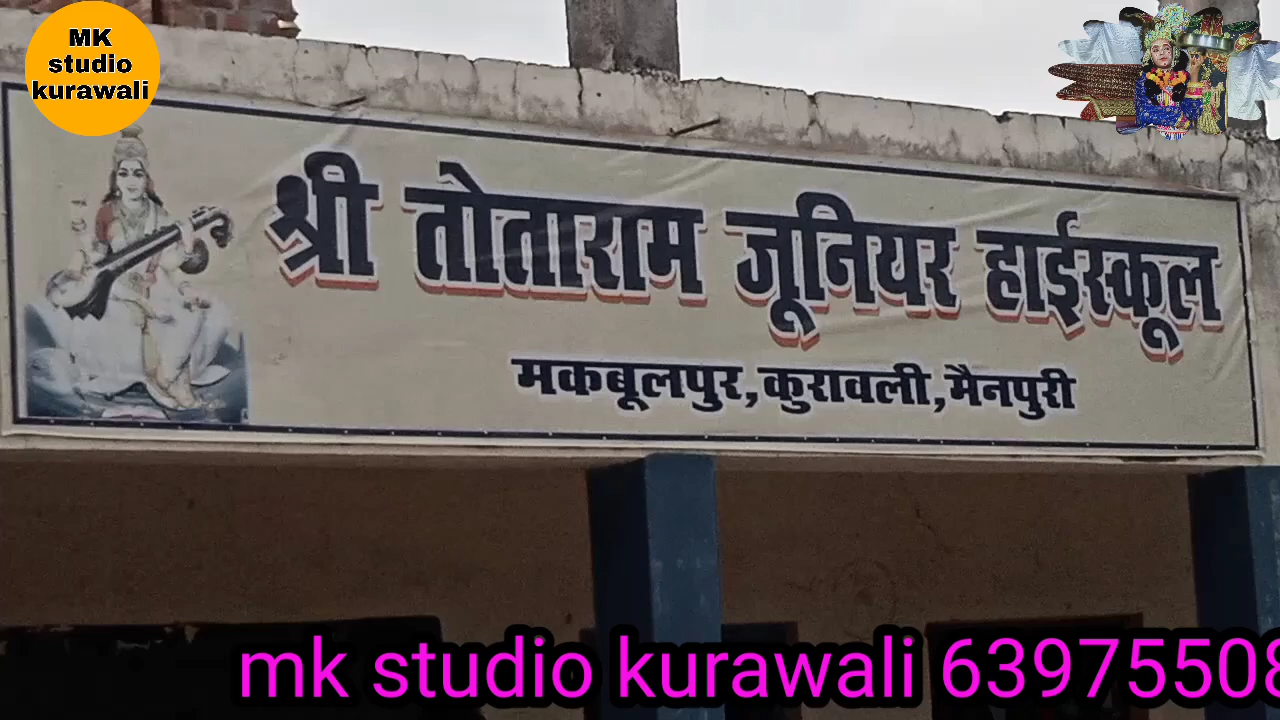 MK
studio
kurawali
श्री तोताराम जूनियर हाईस्कूल
मकबूलपुर,कुरावली,मैनपुरी
mk studio kurawali 63975508